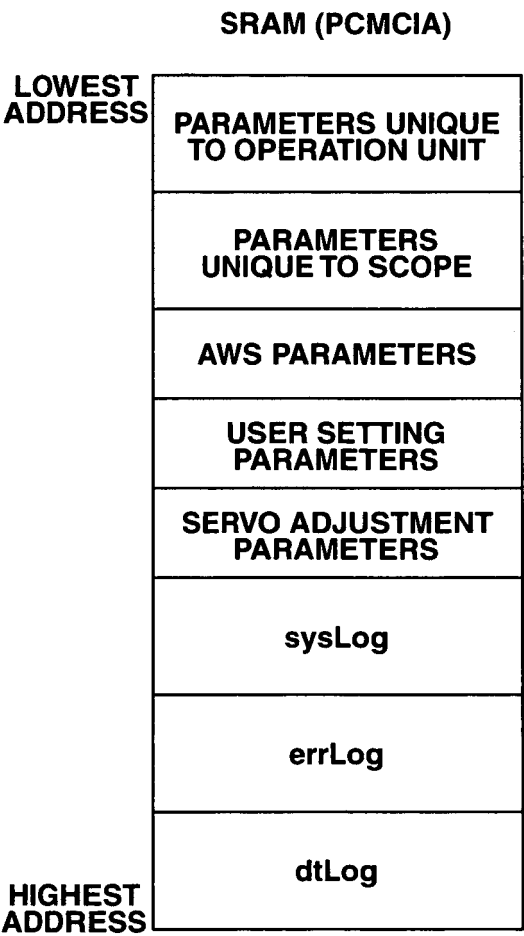 SRAM (PCMCIA)
LOWEST
ADDRESS
PARAMETERS UNIQUE
TO OPERATION UNIT
PARAMETERS
UNIQUE TO SCOPE
AWS PARAMETERS
USER SETTING
PARAMETERS
SERVO ADJUSTMENT
PARAMETERS
sysLog
errLog
dtLog
HIGHEST
ADDRESS